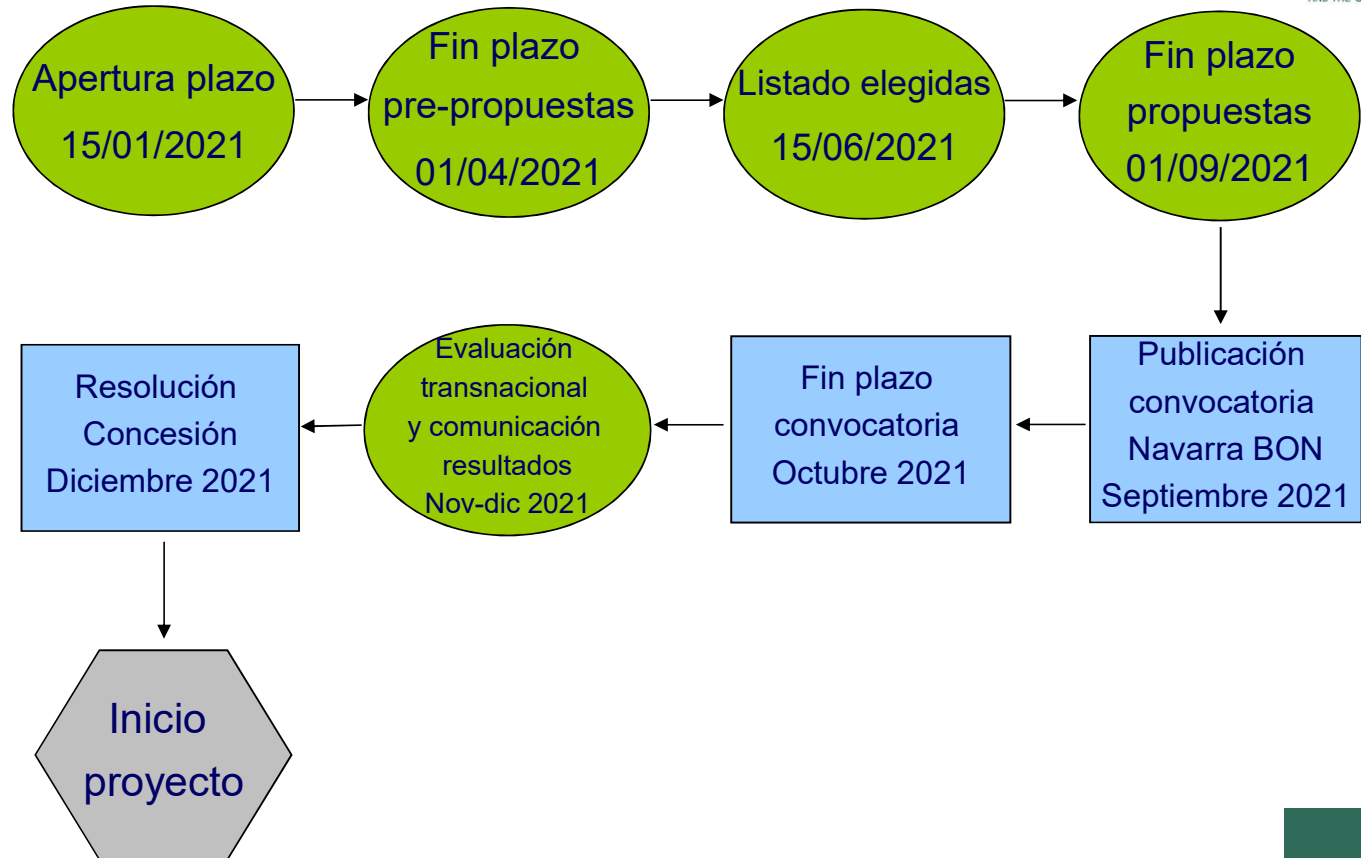 Apertura plazo
15/01/2021
Fin plazo
pre-propuestas
01/04/2021
Listado elegidas
15/06/2021
Fin plazo
propuestas
01/09/2021
Publicación
convocatoria
Navarra BON
Septiembre 2021
Fin plazo
convocatoria
Octubre 2021
Evaluación
transnacional
y comunicación
resultados
Nov-dic 2021
Resolución
Concesión
Diciembre 2021
Inicio
proyecto